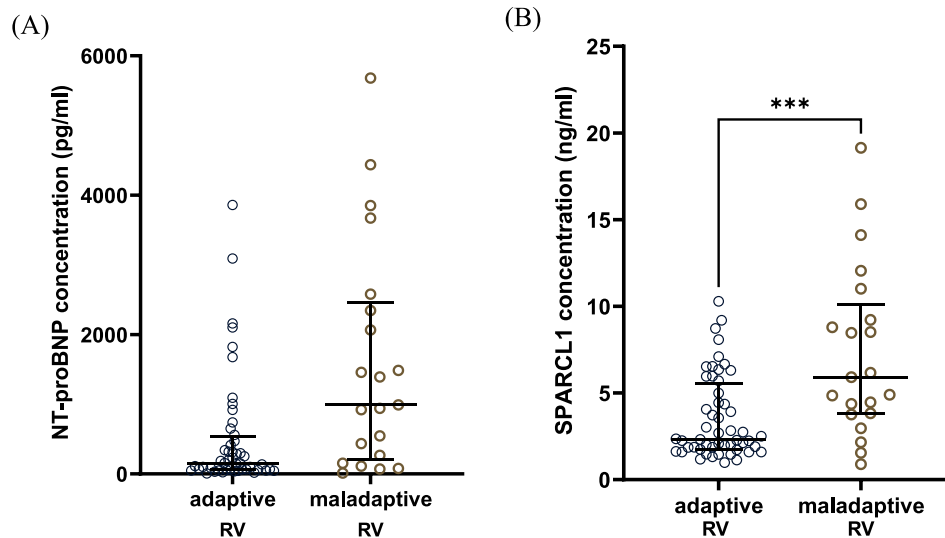 (A)
NT-proBNP concentration (pg/ml)
6000
4000
2000
0
adaptive
RV
maladaptive
RV
(B)
SPARCL1 concentration (ng/ml)
25
20
15
10
5
0
***
adaptive
RV
maladaptive
RV